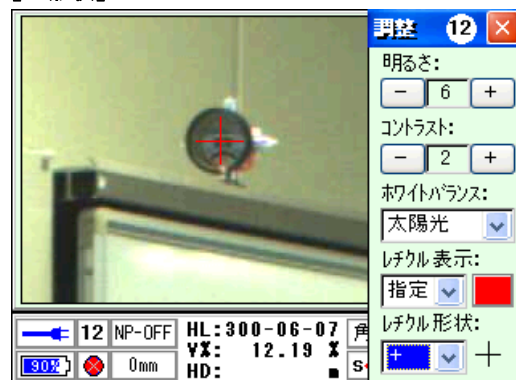 調整 12
明るさ:
− 6 +
コントラスト:
− 2 +
ホワイトバランス:
太陽光
レチクル表示:
指定
レチクル形状:
+ +
12 NP-OFF HL:300-06-07 角
V%: 12.19 %
90% 0mm HD: m S